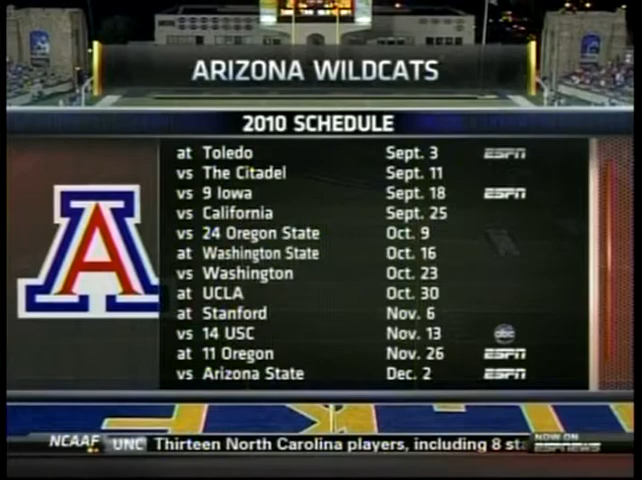 ARIZONA WILDCATS
2010 SCHEDULE
at Toledo Sept. 3 ESPN
vs The Citadel Sept. 11
vs 9 Iowa Sept. 18 ESPN
vs California Sept. 25
vs 24 Oregon State Oct. 9
at Washington State Oct. 16
vs Washington Oct. 23
at UCLA Oct. 30
at Stanford Nov. 6
vs 14 USC Nov. 13 abc
at 11 Oregon Nov. 26 ESPN
vs Arizona State Dec. 2 ESPN
A
NCAAF UNC Thirteen North Carolina players, including 8 sta
NOW ON
ESPNEWS